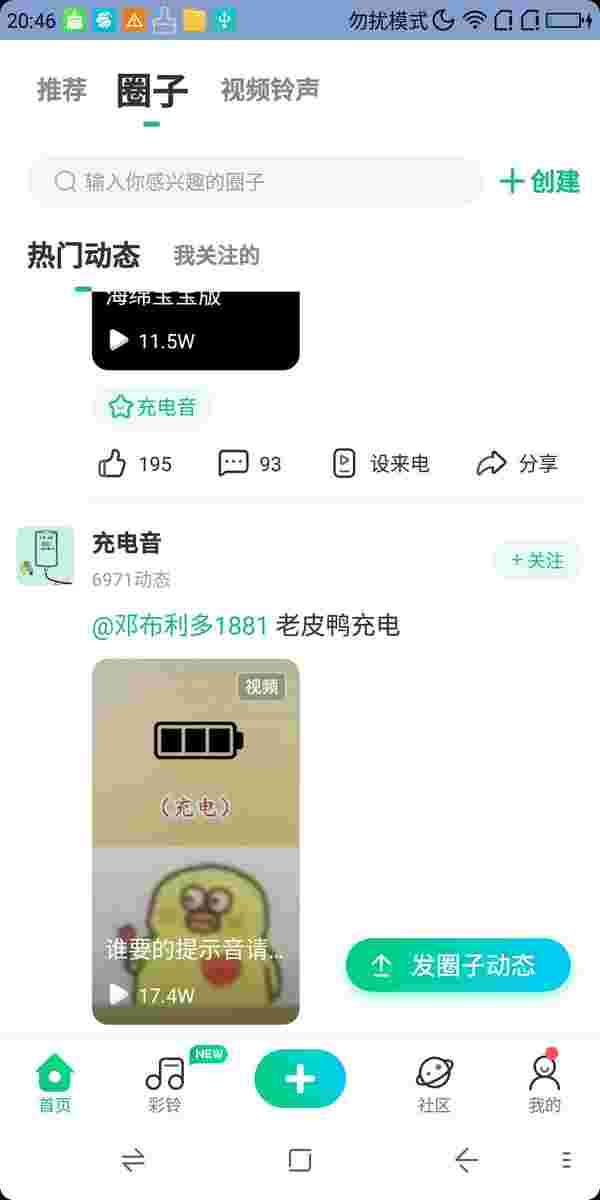 20:46 勿扰模式
推荐 圈子 视频铃声
输入你感兴趣的圈子 创建
热门动态 我关注的
海绵宝宝版
11.5W
充电音
195 93 设来电 分享
充电音
6971动态
+关注
@邓布利多1881 老皮鸭充电
视频
（充电）
谁要的提示音请...
17.4W
发圈子动态
NEW
首页 彩铃 社区 我的